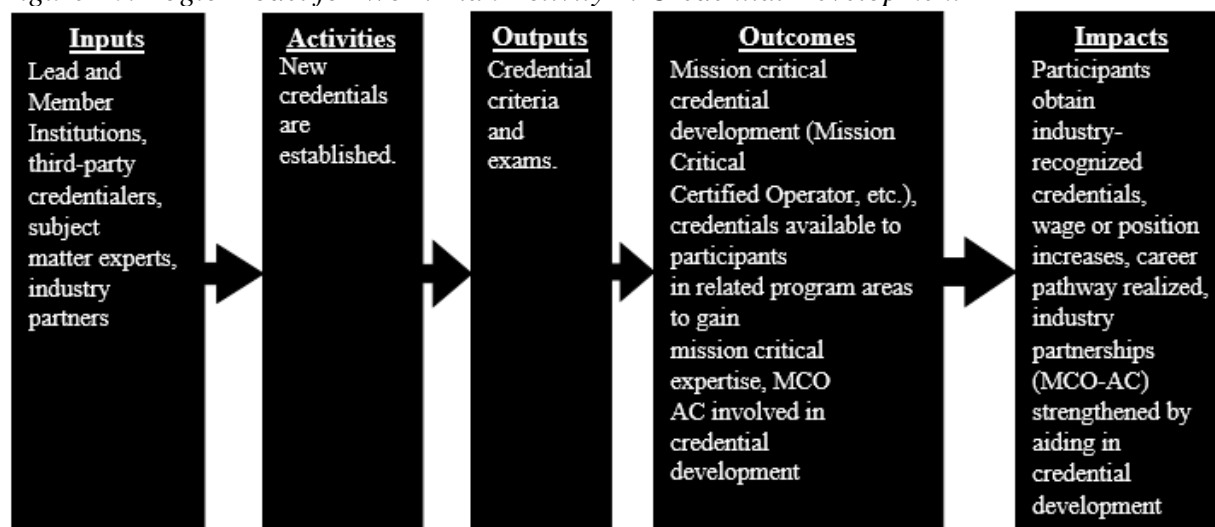 Inputs
Lead and
Member
Institutions,
third-party
credentialers,
subject
matter experts,
industry
partners
Activities
New
credentials
are
established.
Outputs
Credential
criteria
and
exams.
Outcomes
Mission critical
credential
development (Mission
Critical
Certified Operator, etc.),
credentials available to
participants
in related program areas
to gain
mission critical
expertise, MCO
AC involved in
credential
development
Impacts
Participants
obtain
industry-
recognized
credentials,
wage or position
increases, career
pathway realized,
industry
partnerships
(MCO-AC)
strengthened by
aiding in
credential
development